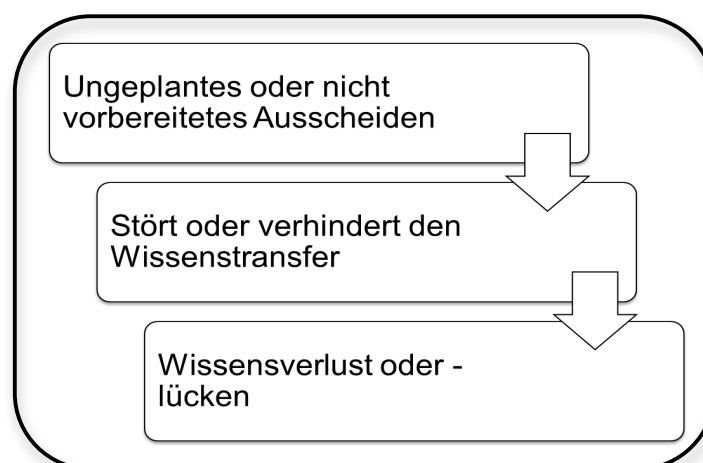 Ungeplantes oder nicht
vorbereitetes Ausscheiden
Stört oder verhindert den
Wissenstransfer
Wissensverlust oder -
lücken